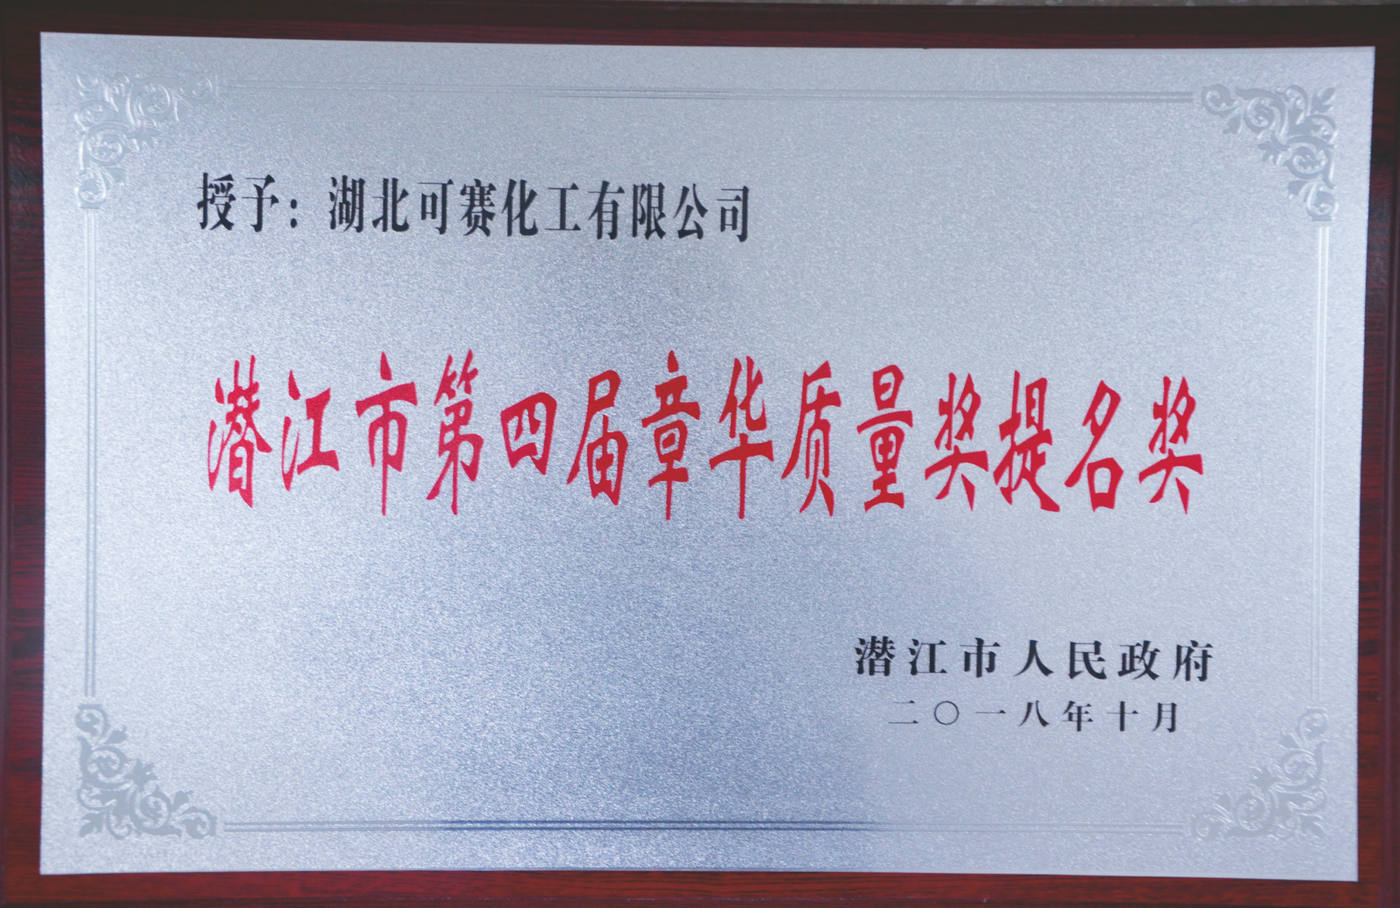 授予：湖北可赛化工有限公司
潜江市第四届章华质量奖提名奖
潜江市人民政府
二〇一八年十月